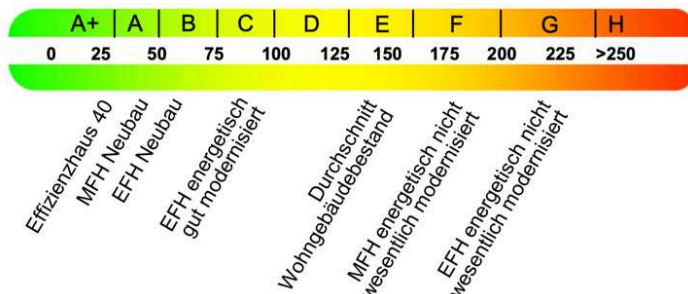 A+ A B C D E F G H
0 25 50 75 100 125 150 175 200 225 >250
Effizienzhaus 40
MFH Neubau
EFH Neubau
EFH energetisch
gut modernisiert
Durchschnitt
Wohngebäudebestand
MFH energetisch nicht
wesentlich modernisiert
EFH energetisch nicht
wesentlich modernisiert